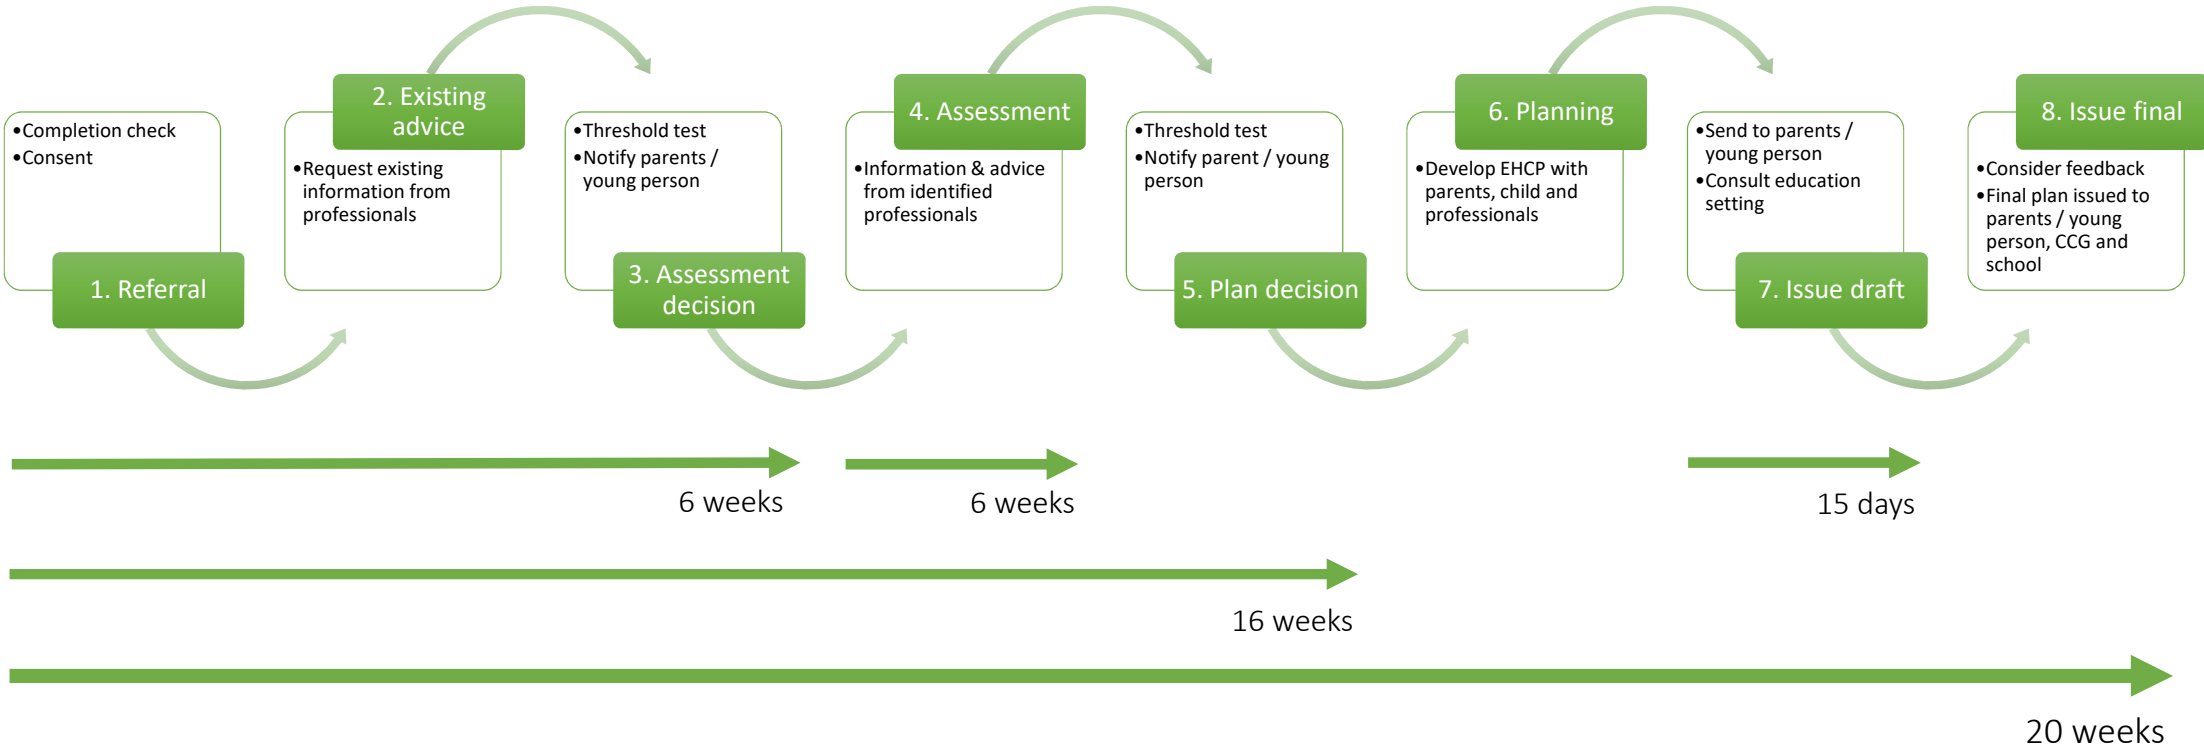 •Completion check
•Consent
1. Referral
2. Existing
advice
•Request existing
information from
professionals
•Threshold test
•Notify parents /
young person
3. Assessment
decision
4. Assessment
•Information & advice
from identified
professionals
•Threshold test
•Notify parent / young
person
5. Plan decision
6. Planning
•Develop EHCP with
parents, child and
professionals
•Send to parents /
young person
•Consult education
setting
7. Issue draft
8. Issue final
•Consider feedback
•Final plan issued to
parents / young
person, CCG and
school
6 weeks
6 weeks
15 days
16 weeks
20 weeks